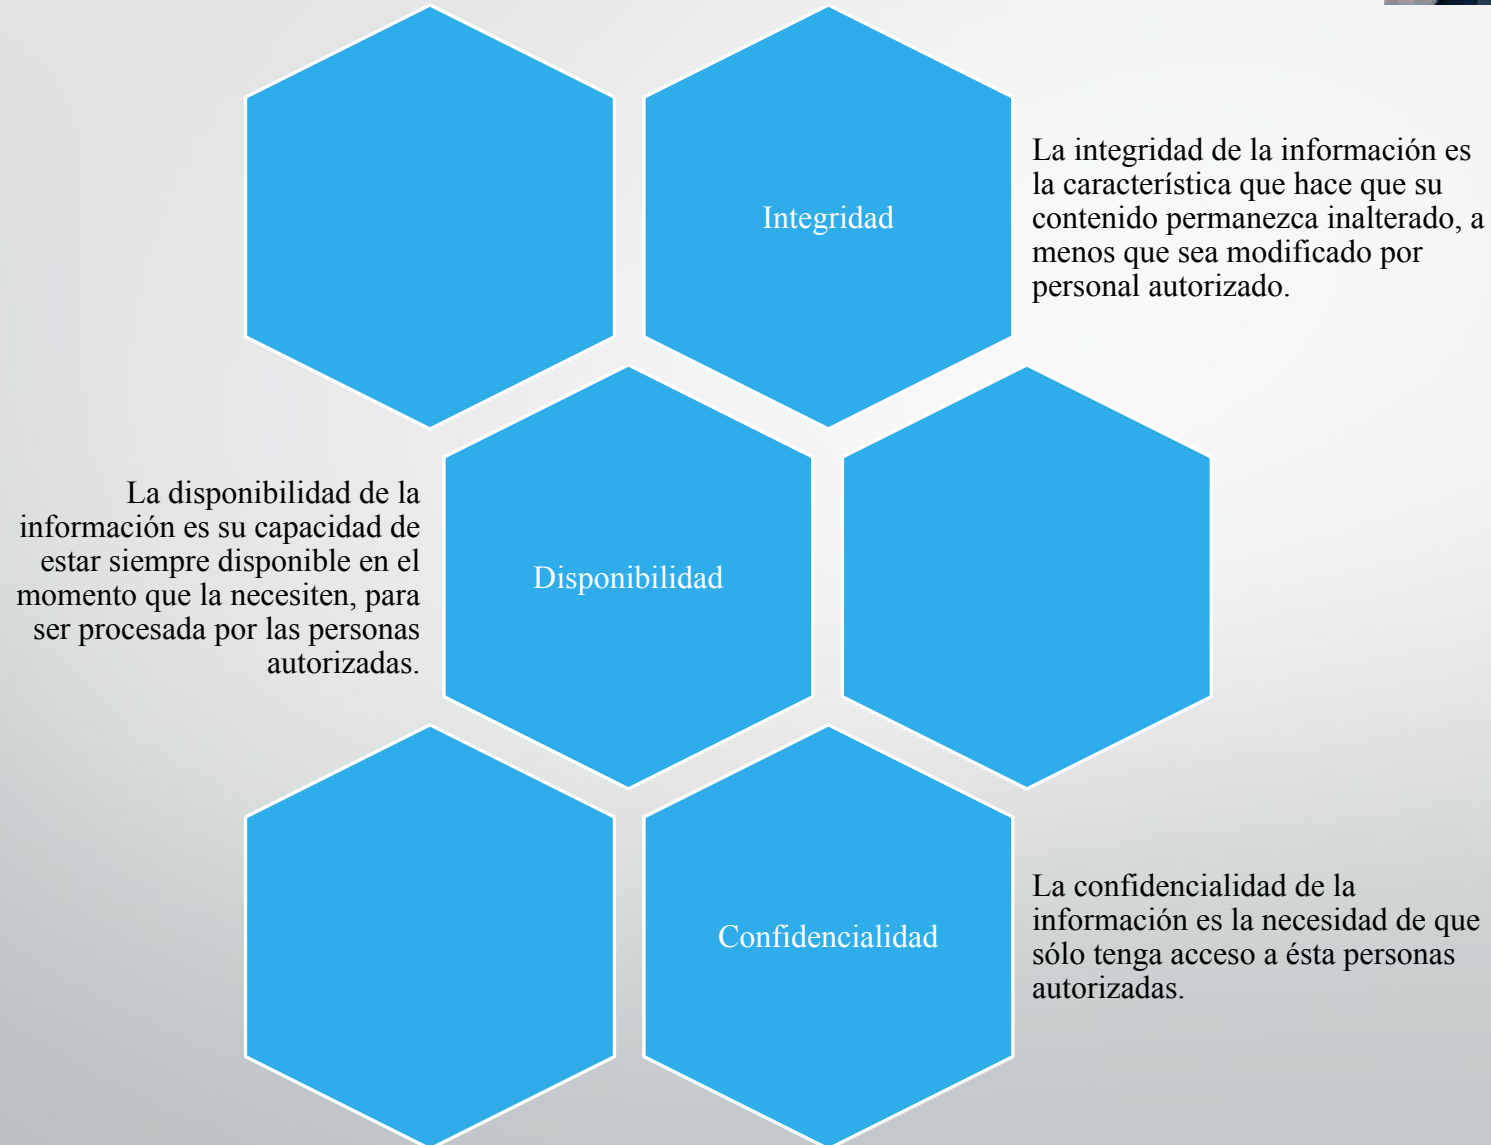 Integridad
La integridad de la información es
la característica que hace que su
contenido permanezca inalterado, a
menos que sea modificado por
personal autorizado.
La disponibilidad de la
información es su capacidad de
estar siempre disponible en el
momento que la necesiten, para
ser procesada por las personas
autorizadas.
Disponibilidad
Confidencialidad
La confidencialidad de la
información es la necesidad de que
sólo tenga acceso a ésta personas
autorizadas.